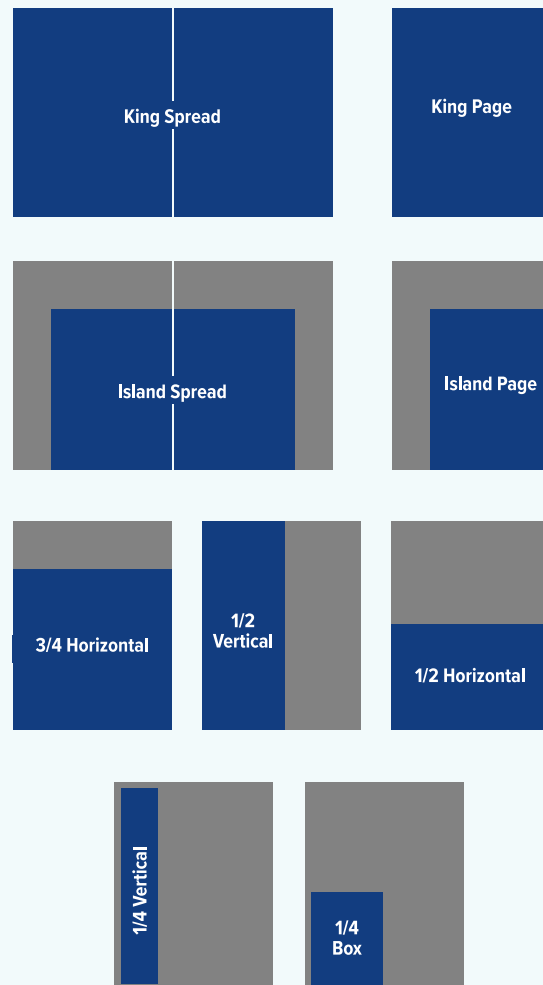 King Spread
King Page
Island Spread
Island Page
3/4 Horizontal
1/2
Vertical
1/2 Horizontal
1/4 Vertical
1/4
Box